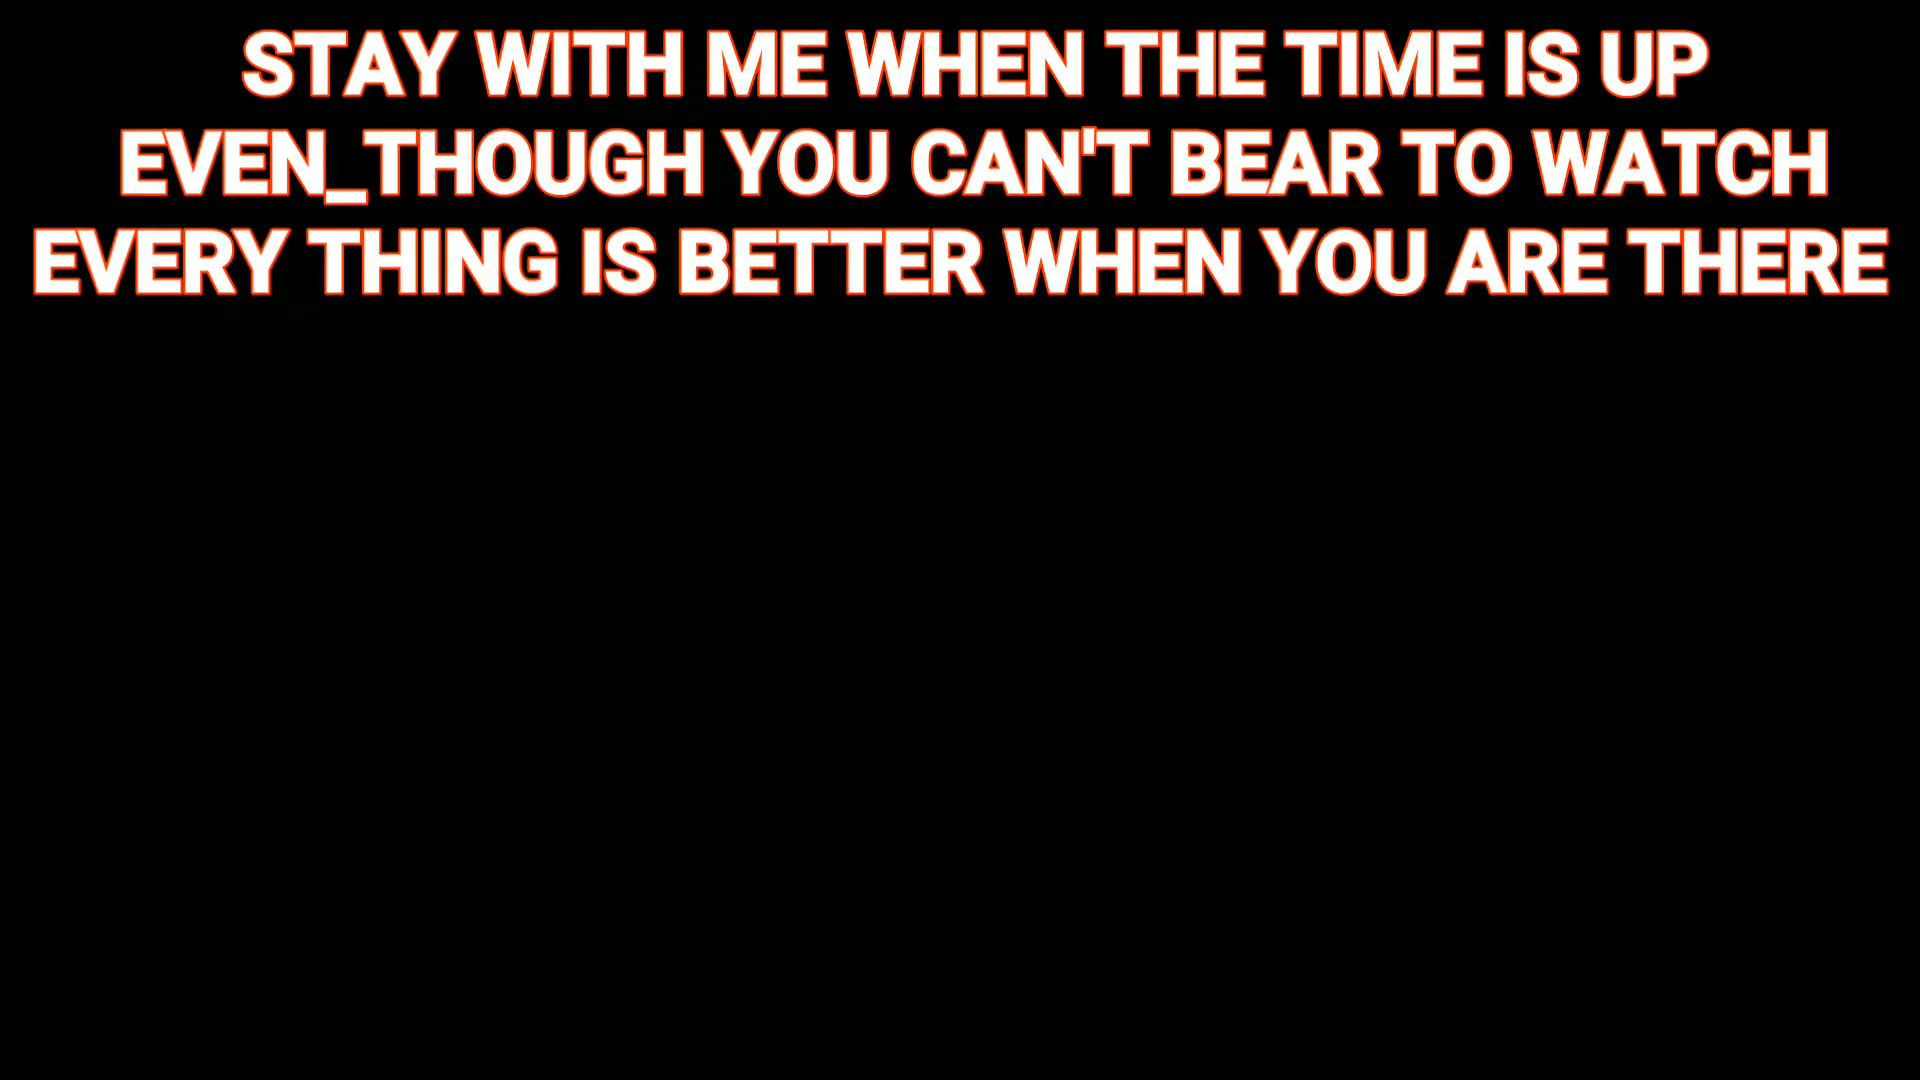 STAY WITH ME WHEN THE TIME IS UP
EVEN_THOUGH YOU CAN'T BEAR TO WATCH
EVERY THING IS BETTER WHEN YOU ARE THERE